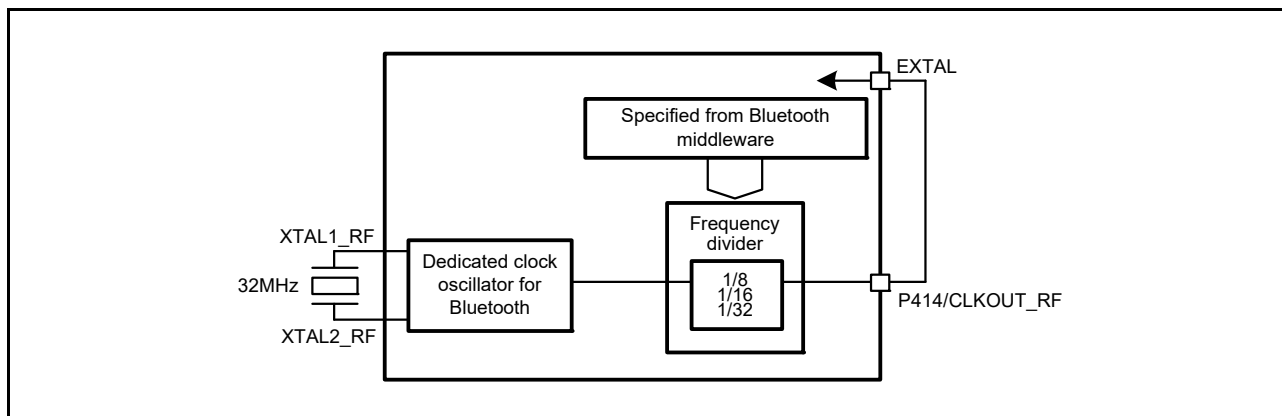 EXTAL
Specified from Bluetooth
middleware
Frequency
divider
XTAL1_RF
Dedicated clock
oscillator for
Bluetooth
32MHz
1/8
1/16
1/32
P414/CLKOUT_RF
XTAL2_RF